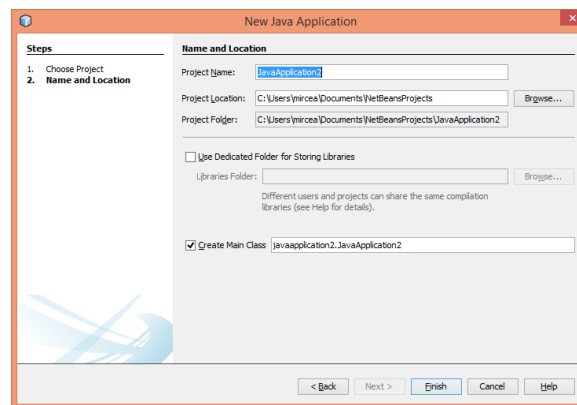 New Java Application
Steps
1. Choose Project
2. Name and Location
Name and Location
Project Name: JavaApplication2
Project Location: C:\Users\mircea\Documents\NetBeansProjects Browse...
Project Folder: C:\Users\mircea\Documents\NetBeansProjects\JavaApplication2
Use Dedicated Folder for Storing Libraries
Libraries Folder: Browse...
Different users and projects can share the same compilation
libraries (see Help for details).
Create Main Class javaapplication2.JavaApplication2
< Back Next > Finish Cancel Help